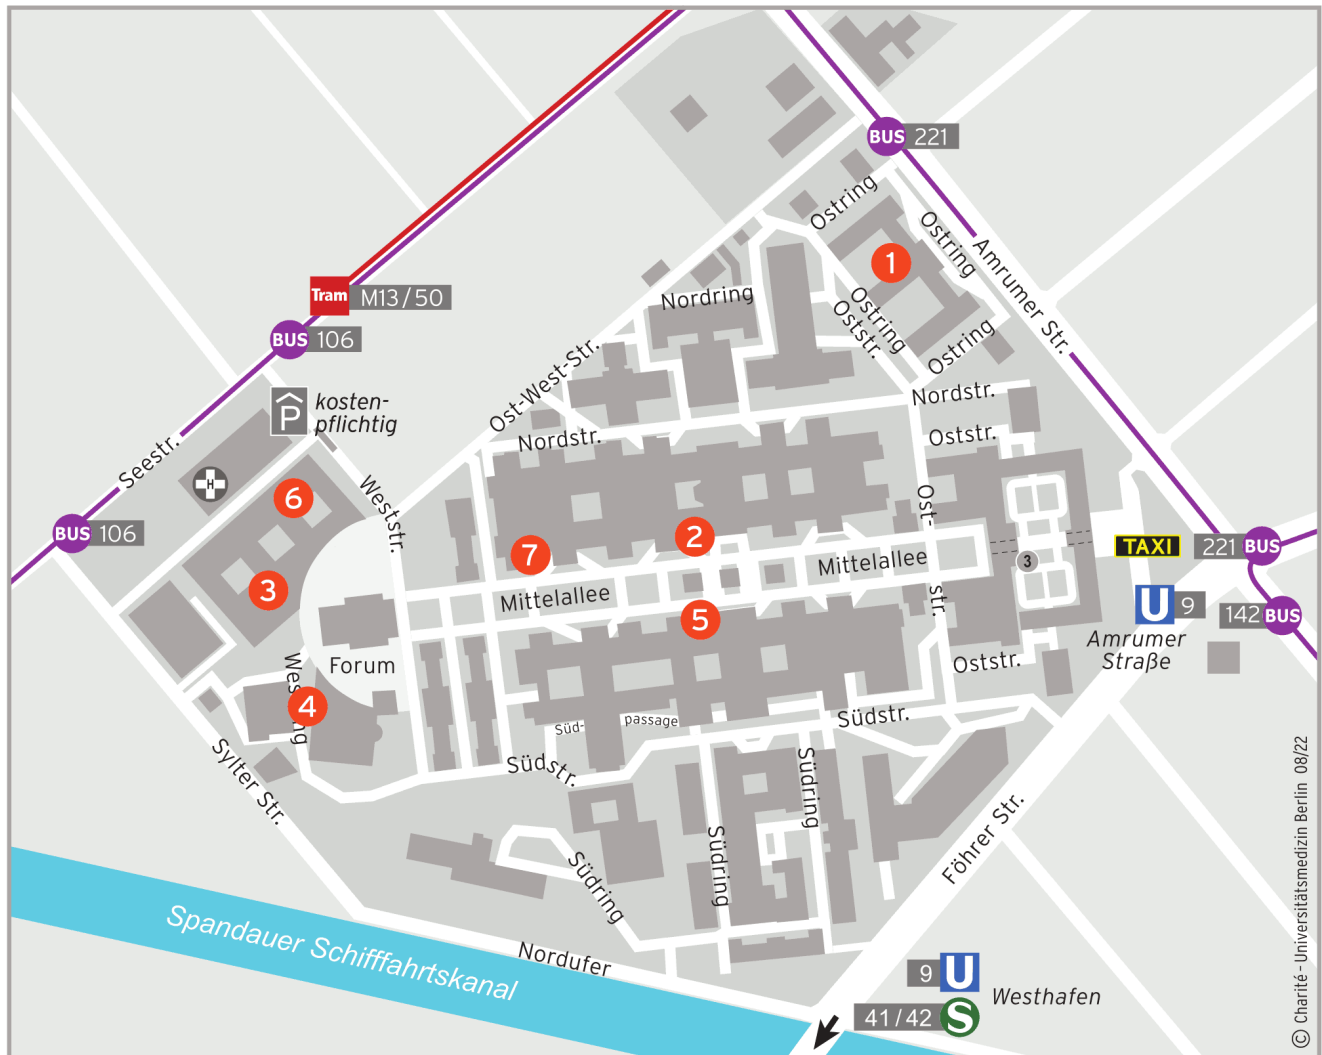 BUS 221
Ostring
Ostring
Amrumer Str.
1
Tram M13/50
BUS 106
Nordring
Ostring
Oststr.
Ostring
Ost-West-Str.
P
kosten-
pflichtig
Nordstr.
Nordstr.
Oststr.
Seestr.
H
6
Weststr.
BUS 106
Ost-
str.
2
7
Mittelallee
Mittelallee
3
TAXI
221 BUS
3
U 9
142 BUS
Amrumer
Straße
5
Forum
Oststr.
4
Süd-
passage
Südstr.
Südstr.
Sylter Str.
Südring
Südring
Südring
Föhrer Str.
Spandauer Schifffahrtskanal
Nordufer
9 U
Westhafen
41/42 S
© Charité - Universitätsmedizin Berlin 08/22